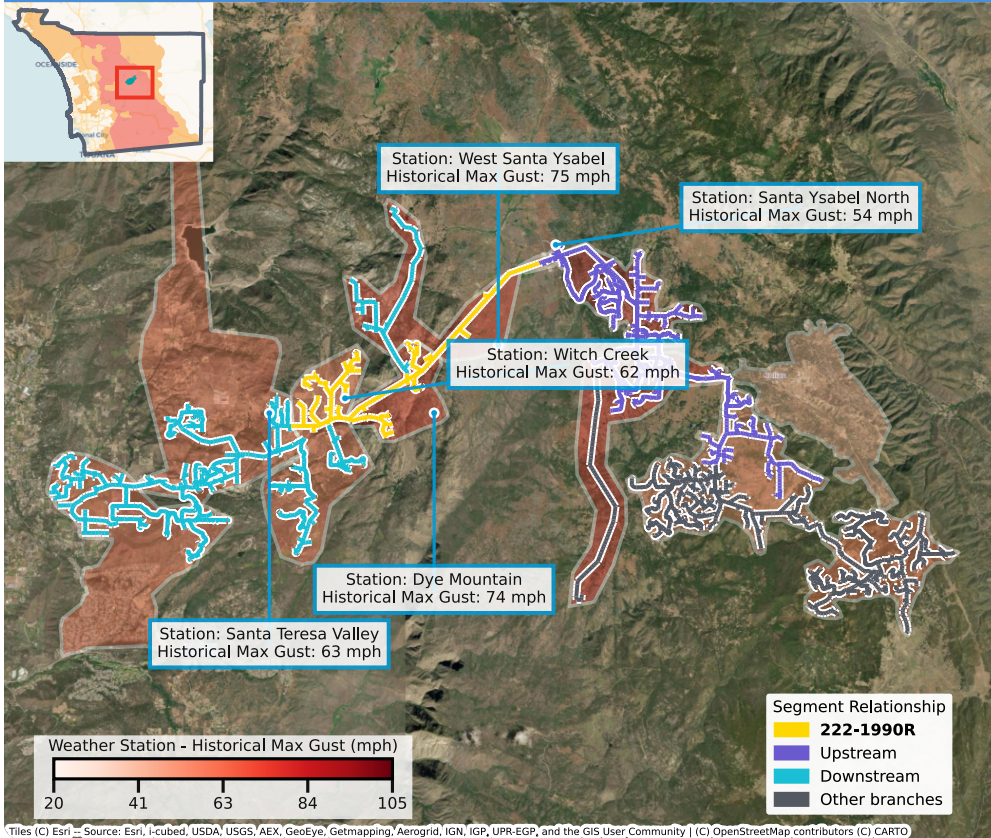 OCEANSIDE
Station: West Santa Ysabel
Historical Max Gust: 75 mph
Station: Santa Ysabel North
Historical Max Gust: 54 mph
Station: Witch Creek
Historical Max Gust: 62 mph
Station: Dye Mountain
Historical Max Gust: 74 mph
Station: Santa Teresa Valley
Historical Max Gust: 63 mph
Weather Station - Historical Max Gust (mph)
20 41 63 84 105
Segment Relationship
222-1990R
Upstream
Downstream
Other branches
Tiles (C) Esri -- Source: Esri, i-cubed, USDA, USGS, AEX, GeoEye, Getmapping, Aerogrid, IGN, IGP, UPR-EGP, and the GIS User Community | (C) OpenStreetMap contributors (C) CARTO